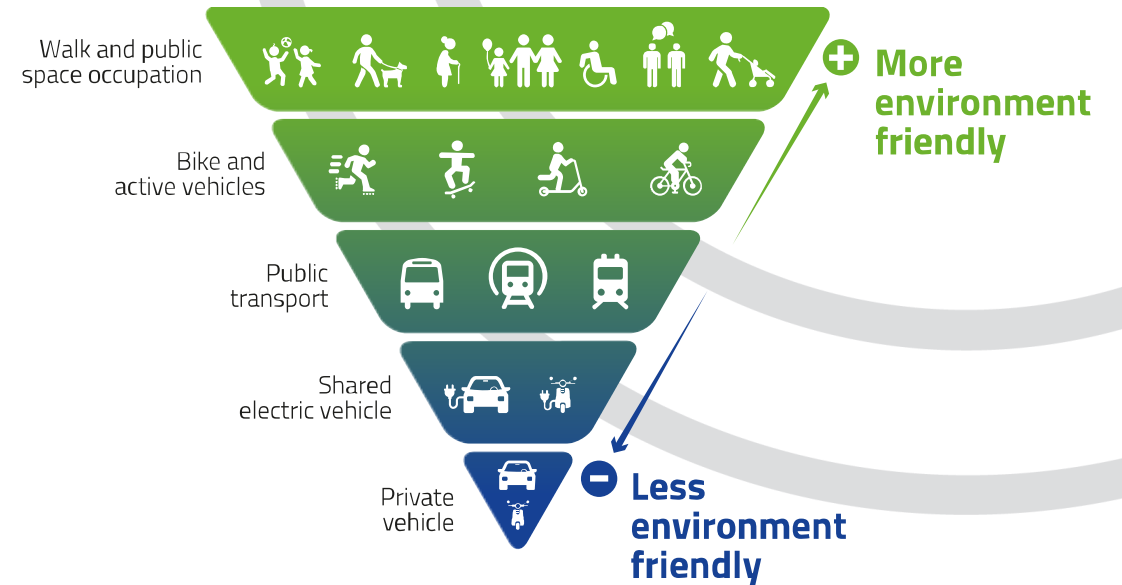 Walk and public
space occupation
More
environment
friendly
Bike and
active vehicles
Public
transport
Shared
electric vehicle
Private
vehicle
Less
environment
friendly